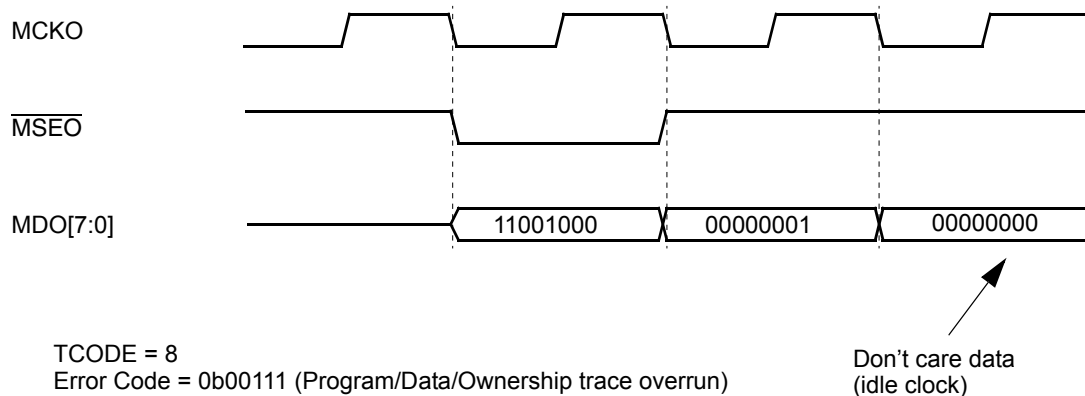 MCKO
MSEO
MDO[7:0] 11001000 00000001 00000000
TCODE = 8
Error Code = 0b00111 (Program/Data/Ownership trace overrun)
Don’t care data
(idle clock)